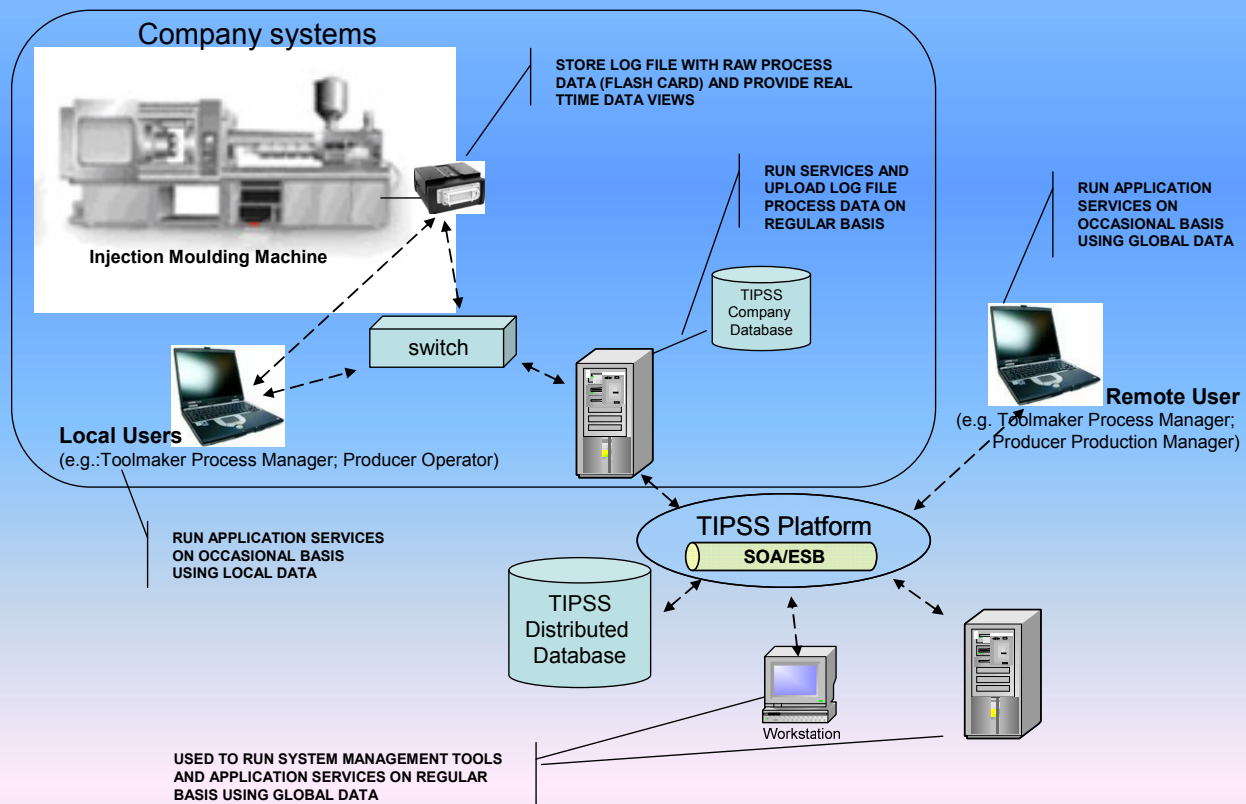 Company systems
STORE LOG FILE WITH RAW PROCESS
DATA (FLASH CARD) AND PROVIDE REAL
TTIME DATA VIEWS
RUN SERVICES AND
UPLOAD LOG FILE
PROCESS DATA ON
REGULAR BASIS
RUN APPLICATION
SERVICES ON
OCCASIONAL BASIS
USING GLOBAL DATA
Injection Moulding Machine
TIPSS
Company
Database
switch
Local Users
(e.g.:Toolmaker Process Manager; Producer Operator)
Remote User
(e.g. Toolmaker Process Manager;
Producer Production Manager)
RUN APPLICATION SERVICES
ON OCCASIONAL BASIS
USING LOCAL DATA
TIPSS Platform
SOA/ESB
TIPSS
Distributed
Database
Workstation
USED TO RUN SYSTEM MANAGEMENT TOOLS
AND APPLICATION SERVICES ON REGULAR
BASIS USING GLOBAL DATA